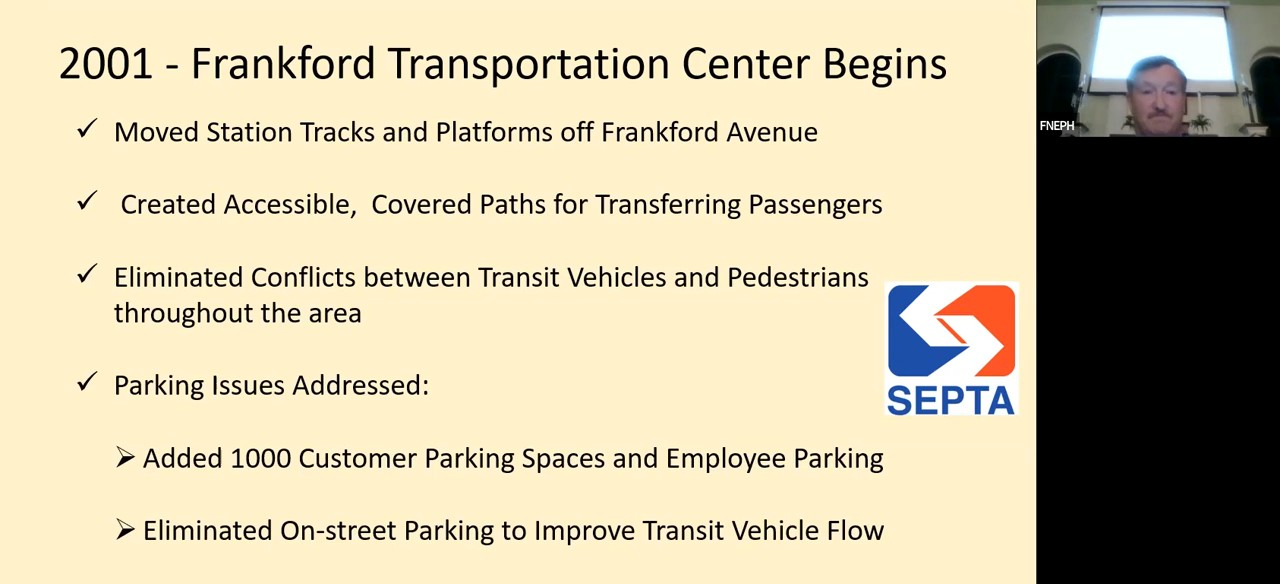 2001 - Frankford Transportation Center Begins
✓ Moved Station Tracks and Platforms off Frankford Avenue
✓ Created Accessible, Covered Paths for Transferring Passengers
✓ Eliminated Conflicts between Transit Vehicles and Pedestrians
throughout the area
✓ Parking Issues Addressed:
➢ Added 1000 Customer Parking Spaces and Employee Parking
➢ Eliminated On-street Parking to Improve Transit Vehicle Flow
SEPTA
FNEPH